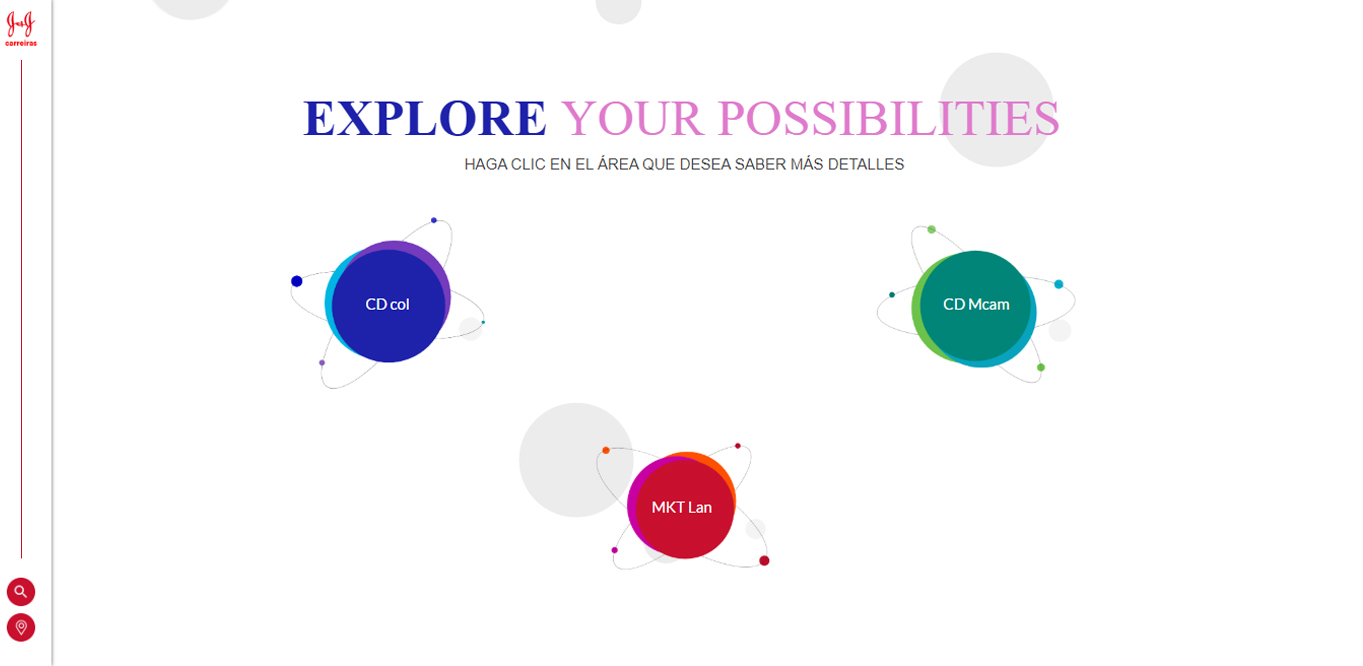 J&J
carreiras
EXPLORE YOUR POSSIBILITIES
HAGA CLIC EN EL ÁREA QUE DESEA SABER MÁS DETALLES
CD col
CD Mcam
MKT Lan